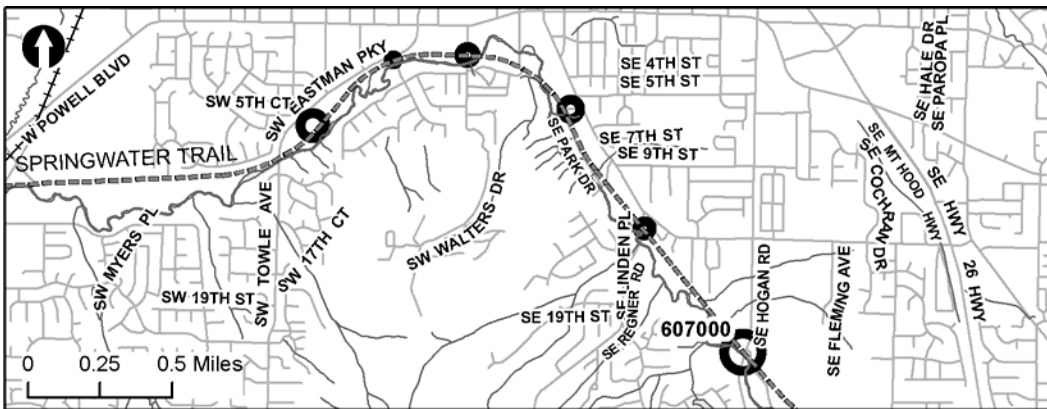 SW POWELL BLVD
SW EASTMAN PKY
SW 5TH CT
SPRINGWATER TRAIL
SE 4TH ST
SE 5TH ST
SE HALE DR
SE PAROPA PL
SE 7TH ST
SE 9TH ST
SE PARK DR
SE MT HOOD HWY
SE HWY
SE COCHRAN DR
SW MYERS PL
SW TOWLE AVE
SW 17TH CT
SW WALTERS DR
SE LINDEN PL
SE REGNER RD
SE HOGAN RD
SE FLEMING AVE
26 HWY
SW 19TH ST
SE 19TH ST
607000
0 0.25 0.5 Miles